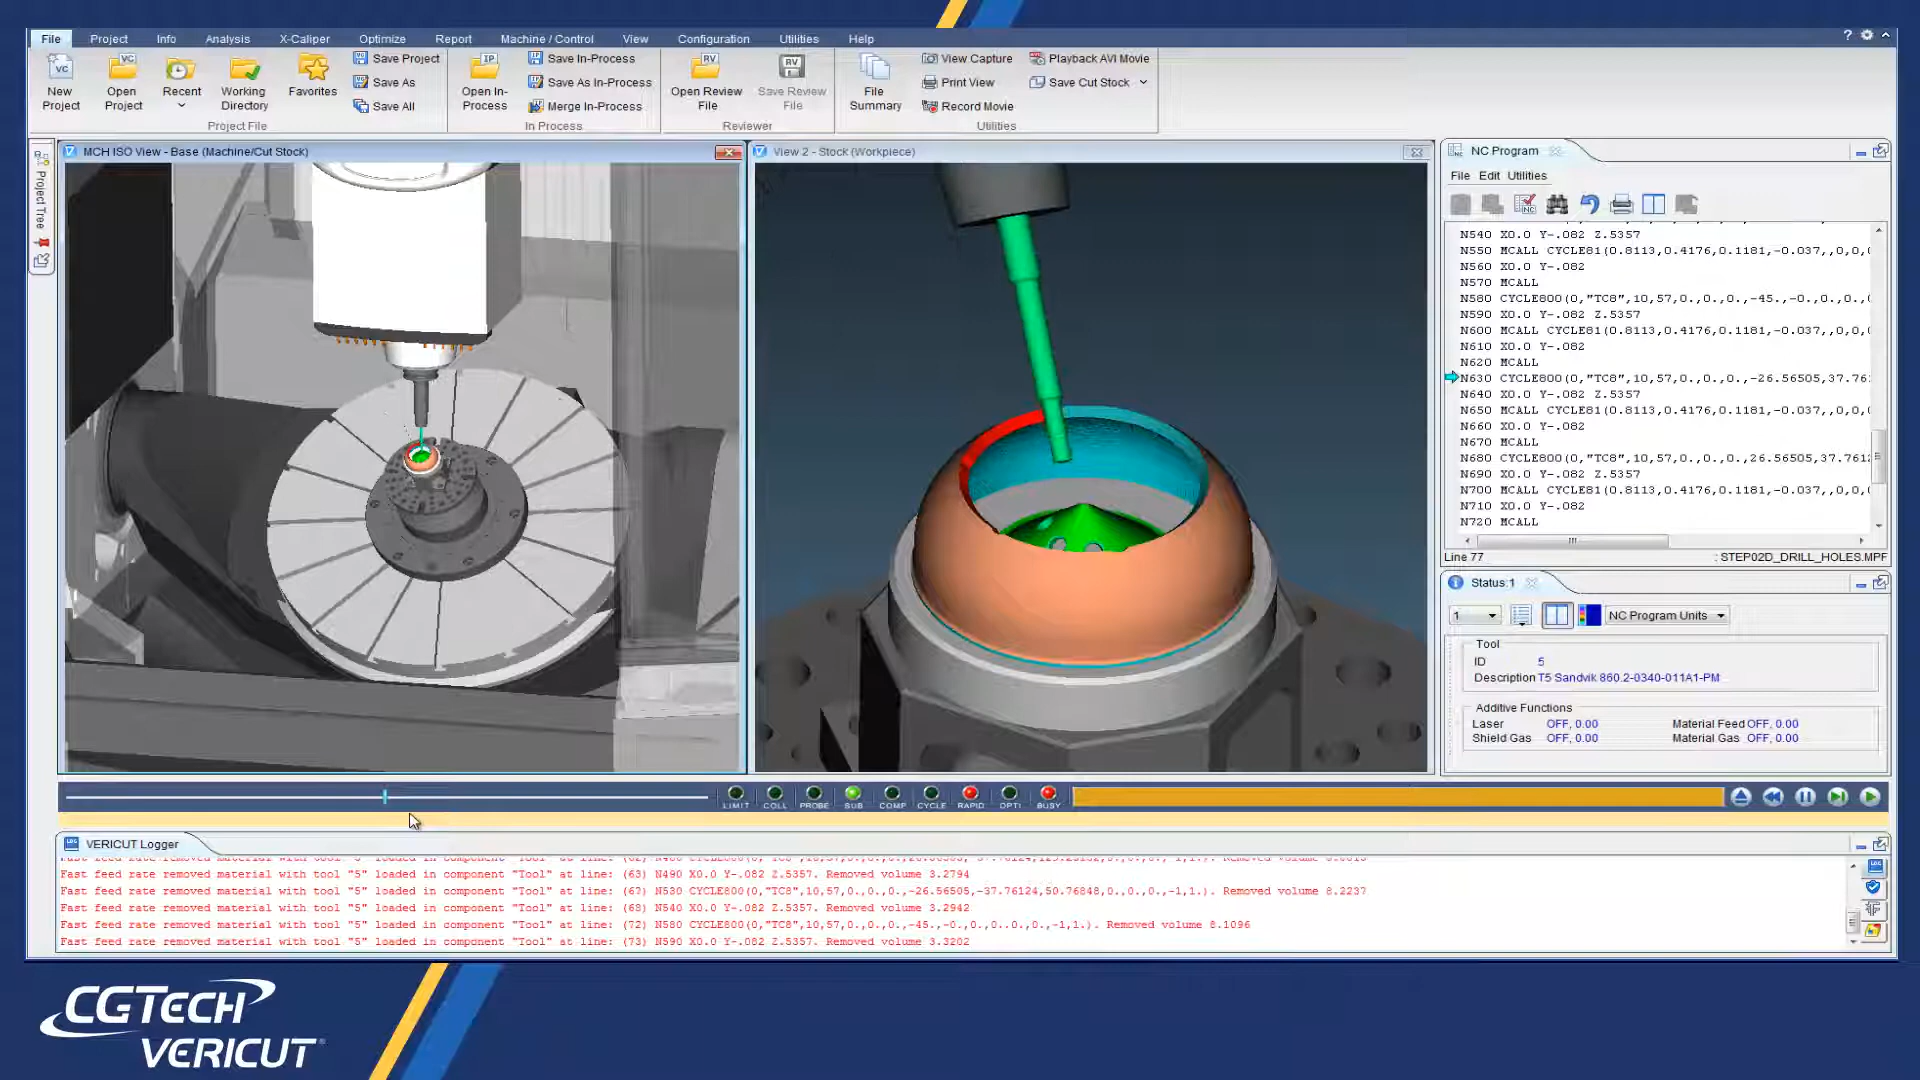 File Project Info Analysis X-Caliper Optimize Report Machine / Control View Configuration Utilities Help
New Project
Open Project
Recent
Working Directory
Favorites
Save Project
Save As
Save All
Project File
Open In-Process
Save In-Process
Save As In-Process
Merge In-Process
In Process
Open Review File
Save Review File
Reviewer
File Summary
View Capture
Print View
Record Movie
Playback AVI Movie
Save Cut Stock
Utilities
Project Tree
MCH ISO View - Base (Machine/Cut Stock)
View 2 - Stock (Workpiece)
NC Program
File Edit Utilities
N540 X0.0 Y-.082 Z.5357
N550 MCALL CYCLE81(0.8113,0.4176,0.1181,-0.037,,0,0,
N560 X0.0 Y-.082
N570 MCALL
N580 CYCLE800(0,"TC8",10,57,0.,0.,0.,-45.,-0.,0.,0.,
N590 X0.0 Y-.082 Z.5357
N600 MCALL CYCLE81(0.8113,0.4176,0.1181,-0.037,,0,0,
N610 X0.0 Y-.082
N620 MCALL
N630 CYCLE800(0,"TC8",10,57,0.,0.,0.,-26.56505,37.761
N640 X0.0 Y-.082 Z.5357
N650 MCALL CYCLE81(0.8113,0.4176,0.1181,-0.037,,0,0,
N660 X0.0 Y-.082
N670 MCALL
N680 CYCLE800(0,"TC8",10,57,0.,0.,0.,26.56505,37.7612
N690 X0.0 Y-.082 Z.5357
N700 MCALL CYCLE81(0.8113,0.4176,0.1181,-0.037,,0,0,
N710 X0.0 Y-.082
N720 MCALL
Line 77 : STEP02D_DRILL_HOLES.MPF
Status:1
1 NC Program Units
Tool
ID 5
Description T5 Sandvik 860.2-0340-011A1-PM
Additive Functions
Laser OFF, 0.00 Material Feed OFF, 0.00
Shield Gas OFF, 0.00 Material Gas OFF, 0.00
LIMIT COLL PROBE SUB COMP CYCLE RAPID OPTI BUSY
VERICUT Logger
Fast feed rate removed material with tool "5" loaded in component "Tool" at line: (63) N490 X0.0 Y-.082 Z.5357. Removed volume 3.2794
Fast feed rate removed material with tool "5" loaded in component "Tool" at line: (67) N530 CYCLE800(0,"TC8",10,57,0.,0.,0.,-26.56505,-37.76124,50.76848,0.,0.,0.,-1,1.). Removed volume 8.2237
Fast feed rate removed material with tool "5" loaded in component "Tool" at line: (68) N540 X0.0 Y-.082 Z.5357. Removed volume 3.2942
Fast feed rate removed material with tool "5" loaded in component "Tool" at line: (72) N580 CYCLE800(0,"TC8",10,57,0.,0.,0.,-45.,-0.,0.,0.,0.,0.,-1,1.). Removed volume 8.1096
Fast feed rate removed material with tool "5" loaded in component "Tool" at line: (73) N590 X0.0 Y-.082 Z.5357. Removed volume 3.3202
CGTECH
VERICUT